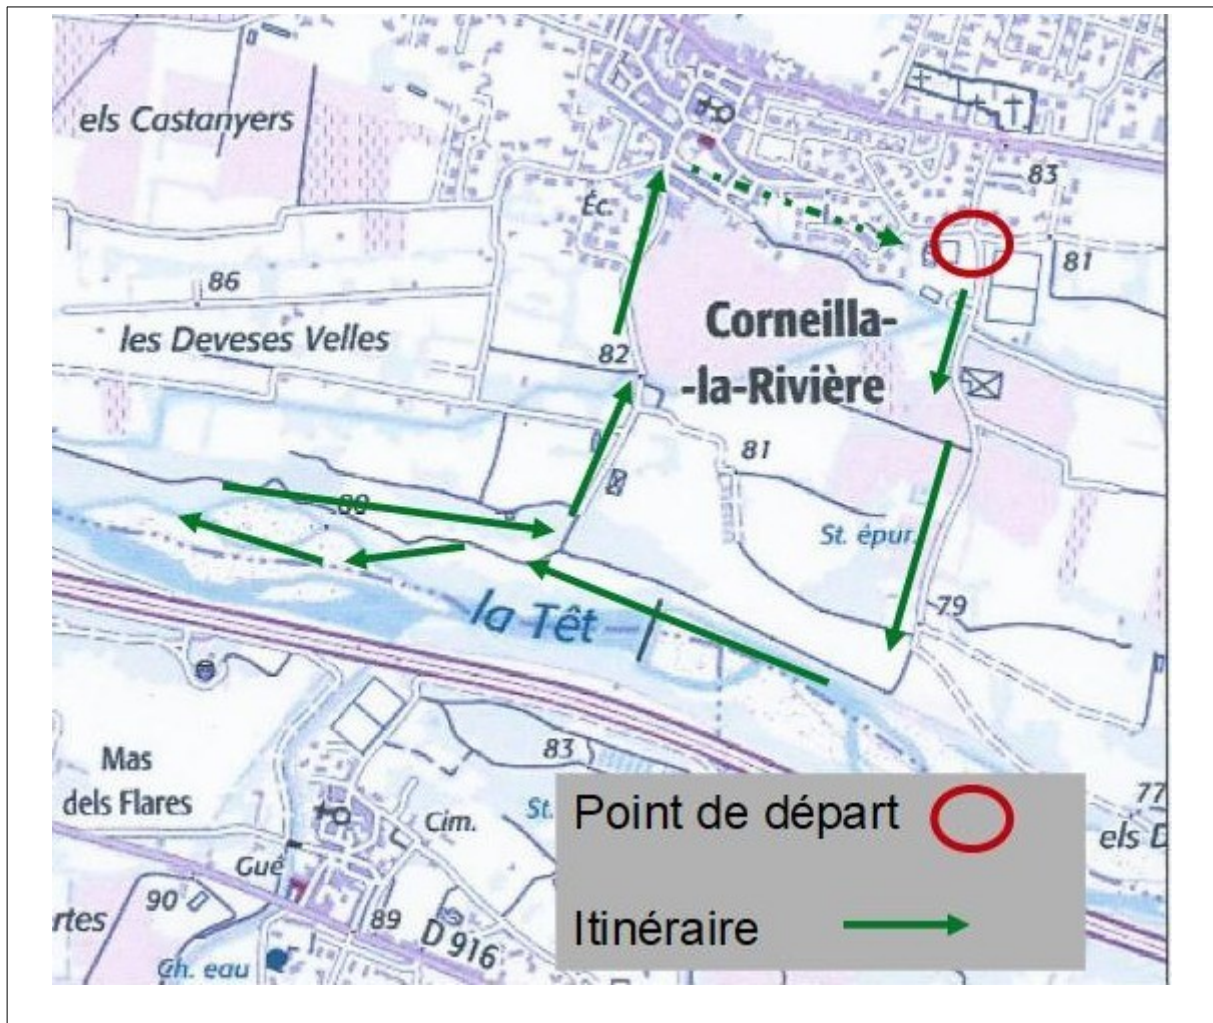 els Castanyers
83
Éc.
81
86
les Deveses Velles
82
Corneilla-
-la-Rivière
81
80
St. épur.
79
la Têt
Mas
dels Flares
83
Cim.
St.
77
els D
Gué
90
rtes
89
D 916
Ch. eau
Point de départ
Itinéraire